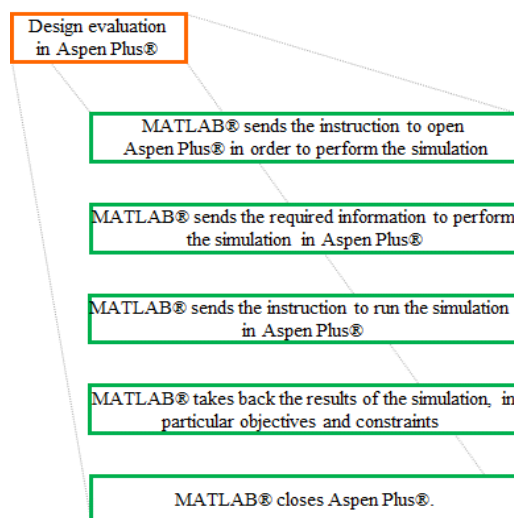 Design evaluation
in Aspen Plus®
MATLAB® sends the instruction to open
Aspen Plus® in order to perform the simulation
MATLAB® sends the required information to perform
the simulation in Aspen Plus®
MATLAB® sends the instruction to run the simulation
in Aspen Plus®
MATLAB® takes back the results of the simulation, in
particular objectives and constraints
MATLAB® closes Aspen Plus®.